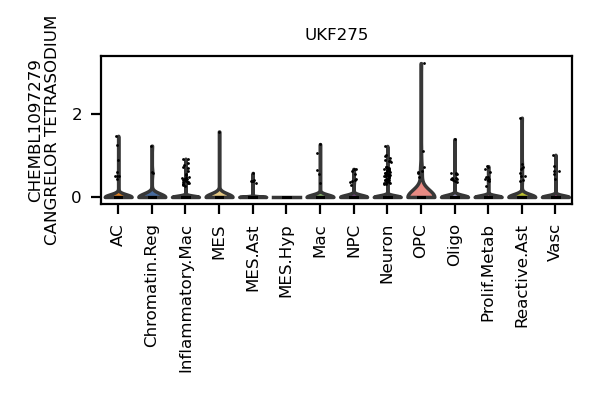 UKF275
CHEMBL1097279
CANGRELOR TETRASODIUM
2
0
AC
Chromatin.Reg
Inflammatory.Mac
MES
MES.Ast
MES.Hyp
Mac
NPC
Neuron
OPC
Oligo
Prolif.Metab
Reactive.Ast
Vasc